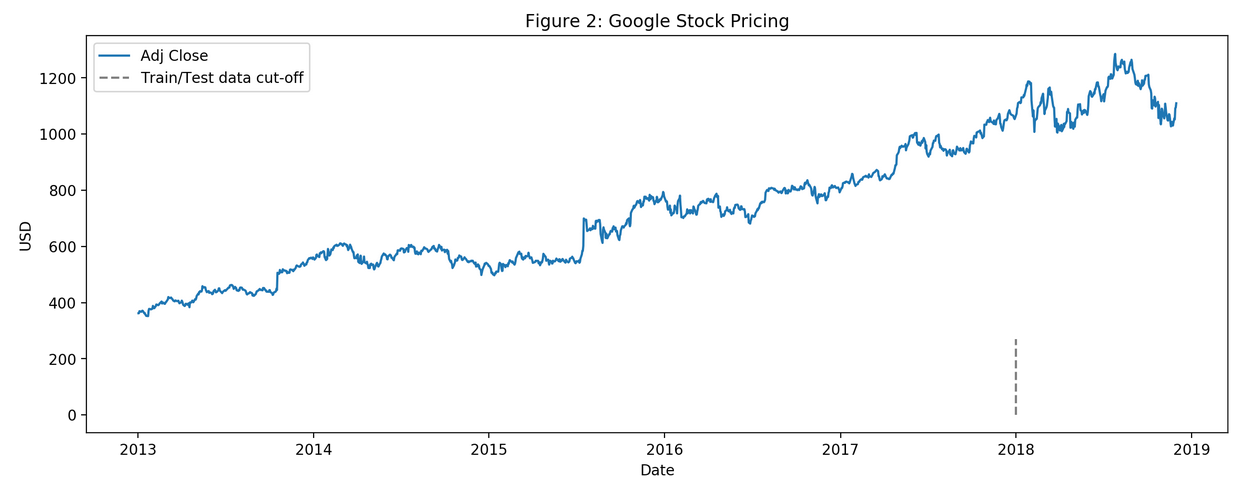 Figure 2: Google Stock Pricing
Adj Close
Train/Test data cut-off
1200
1000
800
600
400
200
0
USD
2013 2014 2015 2016 2017 2018 2019
Date